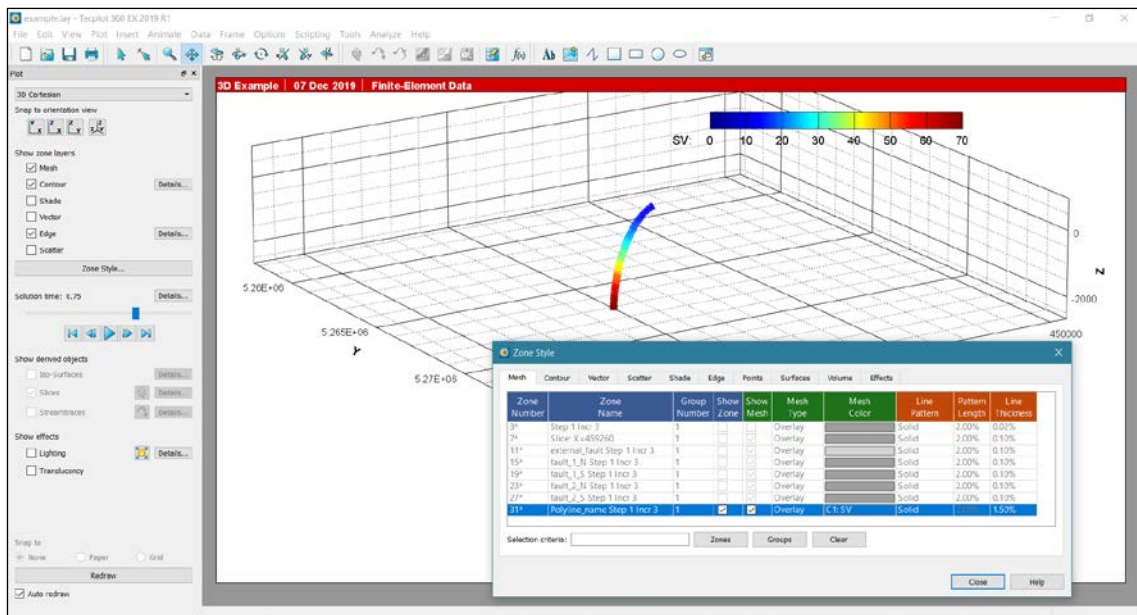 example.lay - Tecplot 360 EX 2019 R1
File Edit View Plot Insert Animate Data Frame Options Scripting Tools Analyze Help
Plot
3D Cartesian
Snap to orientation view
Show zone layers
Mesh
Contour Details...
Shade
Vector
Edge Details...
Scatter
Zone Style...
Solution time: 0.75 Details...
Show derived objects
Iso-Surfaces Details...
Slices Details...
Streamtraces Details...
Show effects
Lighting Details...
Translucency
Snap to
None Paper Grid
Redraw
Auto redraw
3D Example | 07 Dec 2019 | Finite-Element Data
SV: 0 10 20 30 40 50 60 70
0
Z
-2000
450000
5.26E+06
5.265E+06
Y
5.27E+06
Zone Style
Mesh Contour Vector Scatter Shade Edge Points Surfaces Volume Effects
Zone Number Zone Name Group Number Show Zone Show Mesh Mesh Type Mesh Color Line Pattern Pattern Length Line Thickness
3* Step 1 Incr 3 1 Overlay Solid 2.00% 0.02%
7* Slice: X=459260 1 Overlay Solid 2.00% 0.10%
11* external_fault Step 1 Incr 3 1 Overlay Solid 2.00% 0.10%
15* fault_1_N Step 1 Incr 3 1 Overlay Solid 2.00% 0.10%
19* fault_1_S Step 1 Incr 3 1 Overlay Solid 2.00% 0.10%
23* fault_2_N Step 1 Incr 3 1 Overlay Solid 2.00% 0.10%
27* fault_2_S Step 1 Incr 3 1 Overlay Solid 2.00% 0.10%
31* Polyline_name Step 1 Incr 3 1 Overlay C1: SV Solid 1.50%
Selection criteria: Zones Groups Clear
Close Help